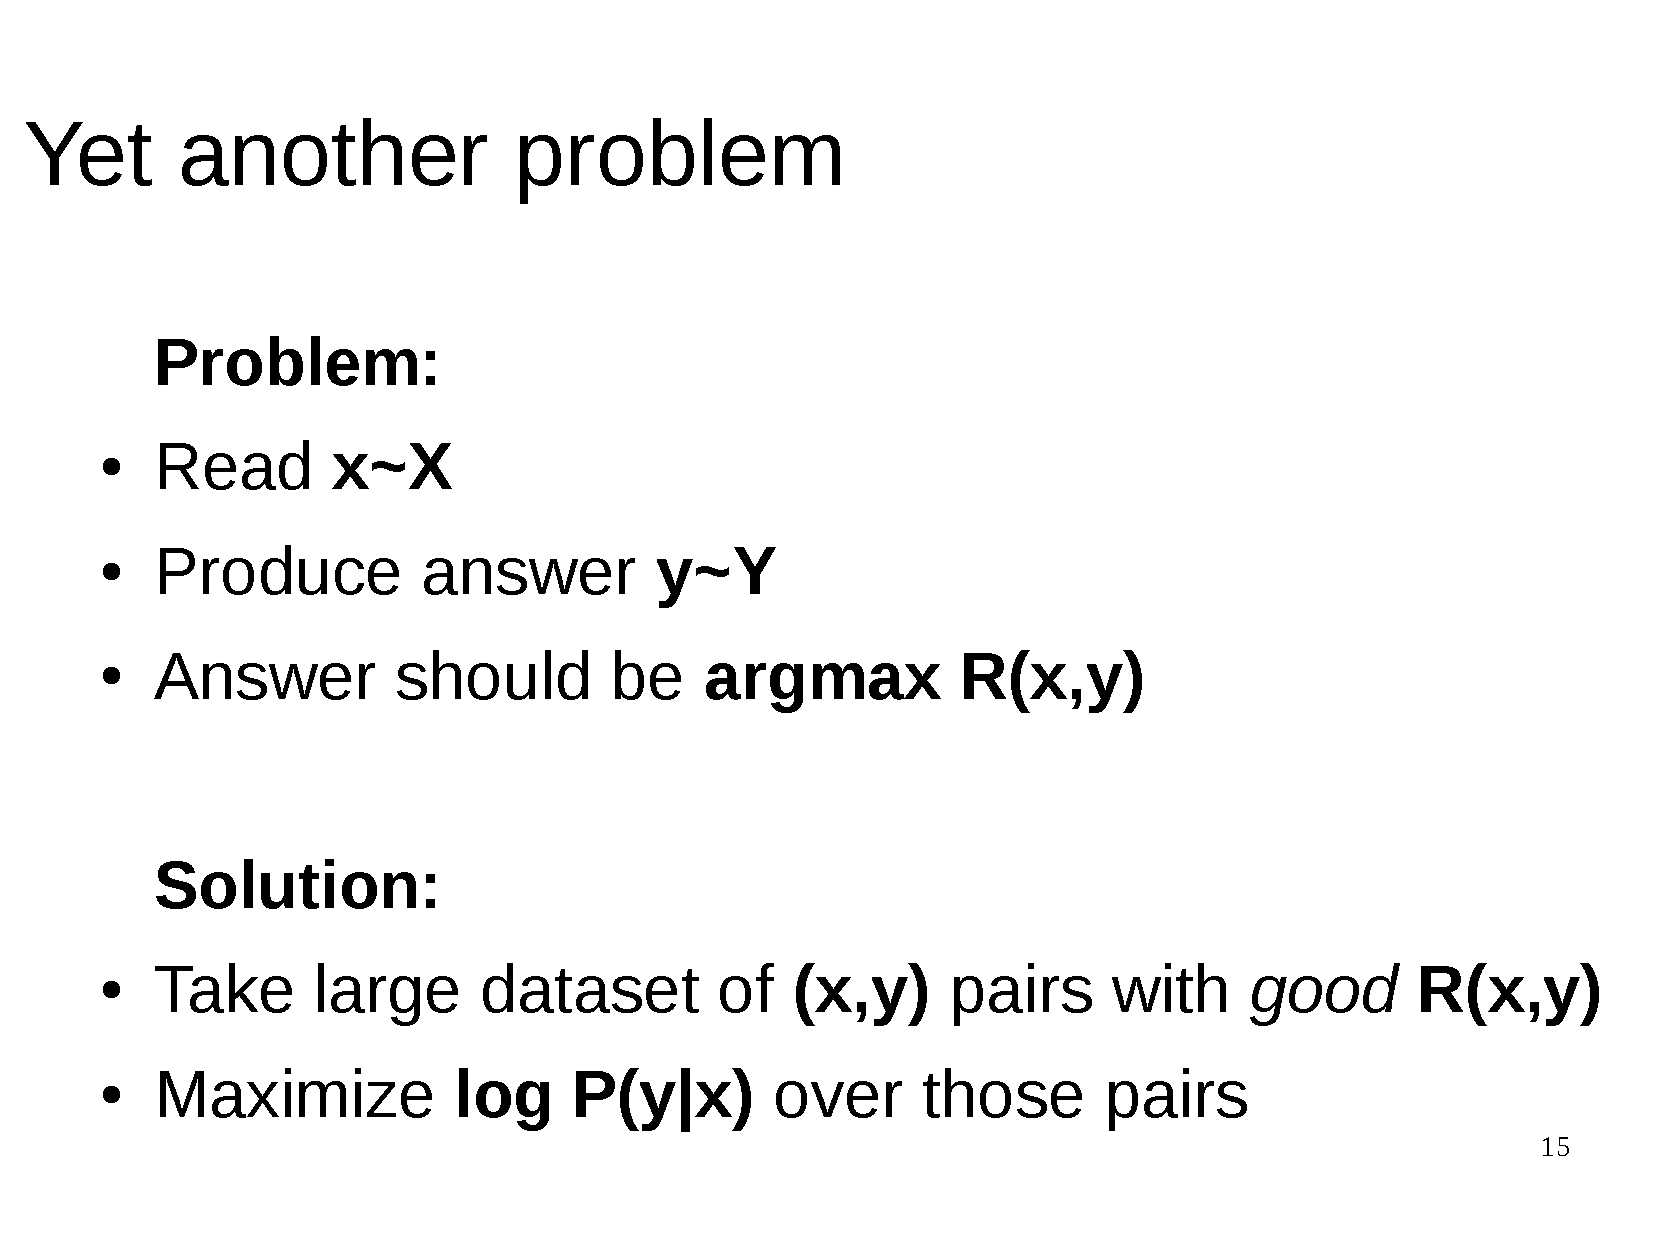 Yet another problem
Problem:
• Read x~X
• Produce answer y~Y
• Answer should be argmax R(x,y)
Solution:
• Take large dataset of (x,y) pairs with good R(x,y)
• Maximize log P(y|x) over those pairs
15